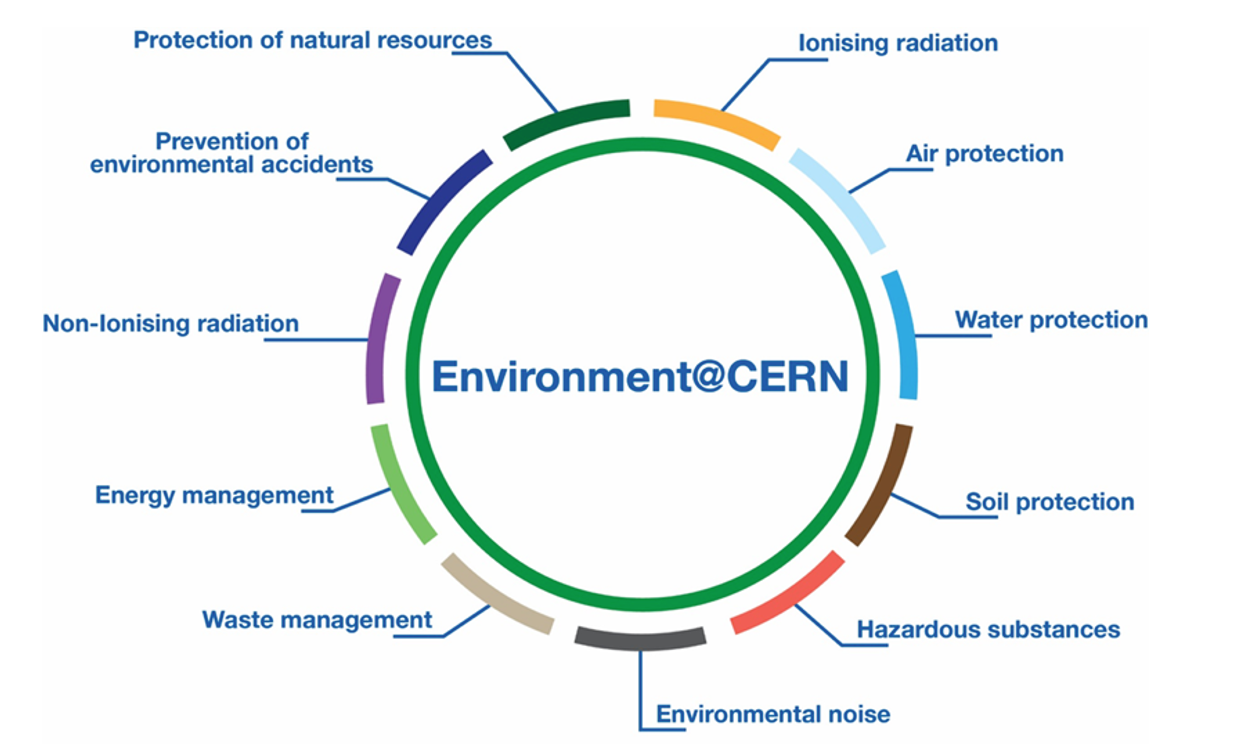 Protection of natural resources
Ionising radiation
Prevention of
environmental accidents
Air protection
Non-Ionising radiation
Water protection
Environment@CERN
Energy management
Soil protection
Waste management
Hazardous substances
Environmental noise